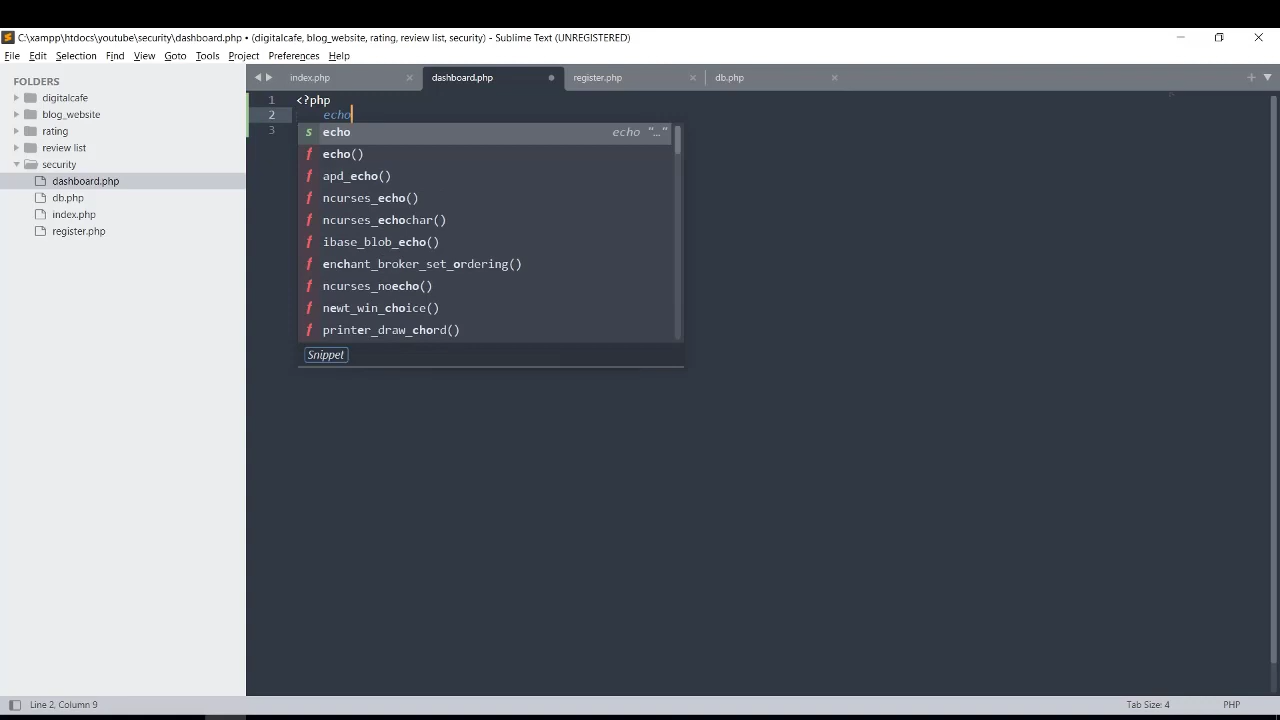 C:\xampp\htdocs\youtube\security\dashboard.php • (digitalcafe, blog_website, rating, review list, security) - Sublime Text (UNREGISTERED)
File Edit Selection Find View Goto Tools Project Preferences Help
FOLDERS
digitalcafe
blog_website
rating
review list
security
dashboard.php
db.php
index.php
register.php
index.php dashboard.php register.php db.php
1 <?php
2 echo
3
s echo echo "…"
f echo()
f apd_echo()
f ncurses_echo()
f ncurses_echochar()
f ibase_blob_echo()
f enchant_broker_set_ordering()
f ncurses_noecho()
f newt_win_choice()
f printer_draw_chord()
Snippet
Line 2, Column 9 Tab Size: 4 PHP